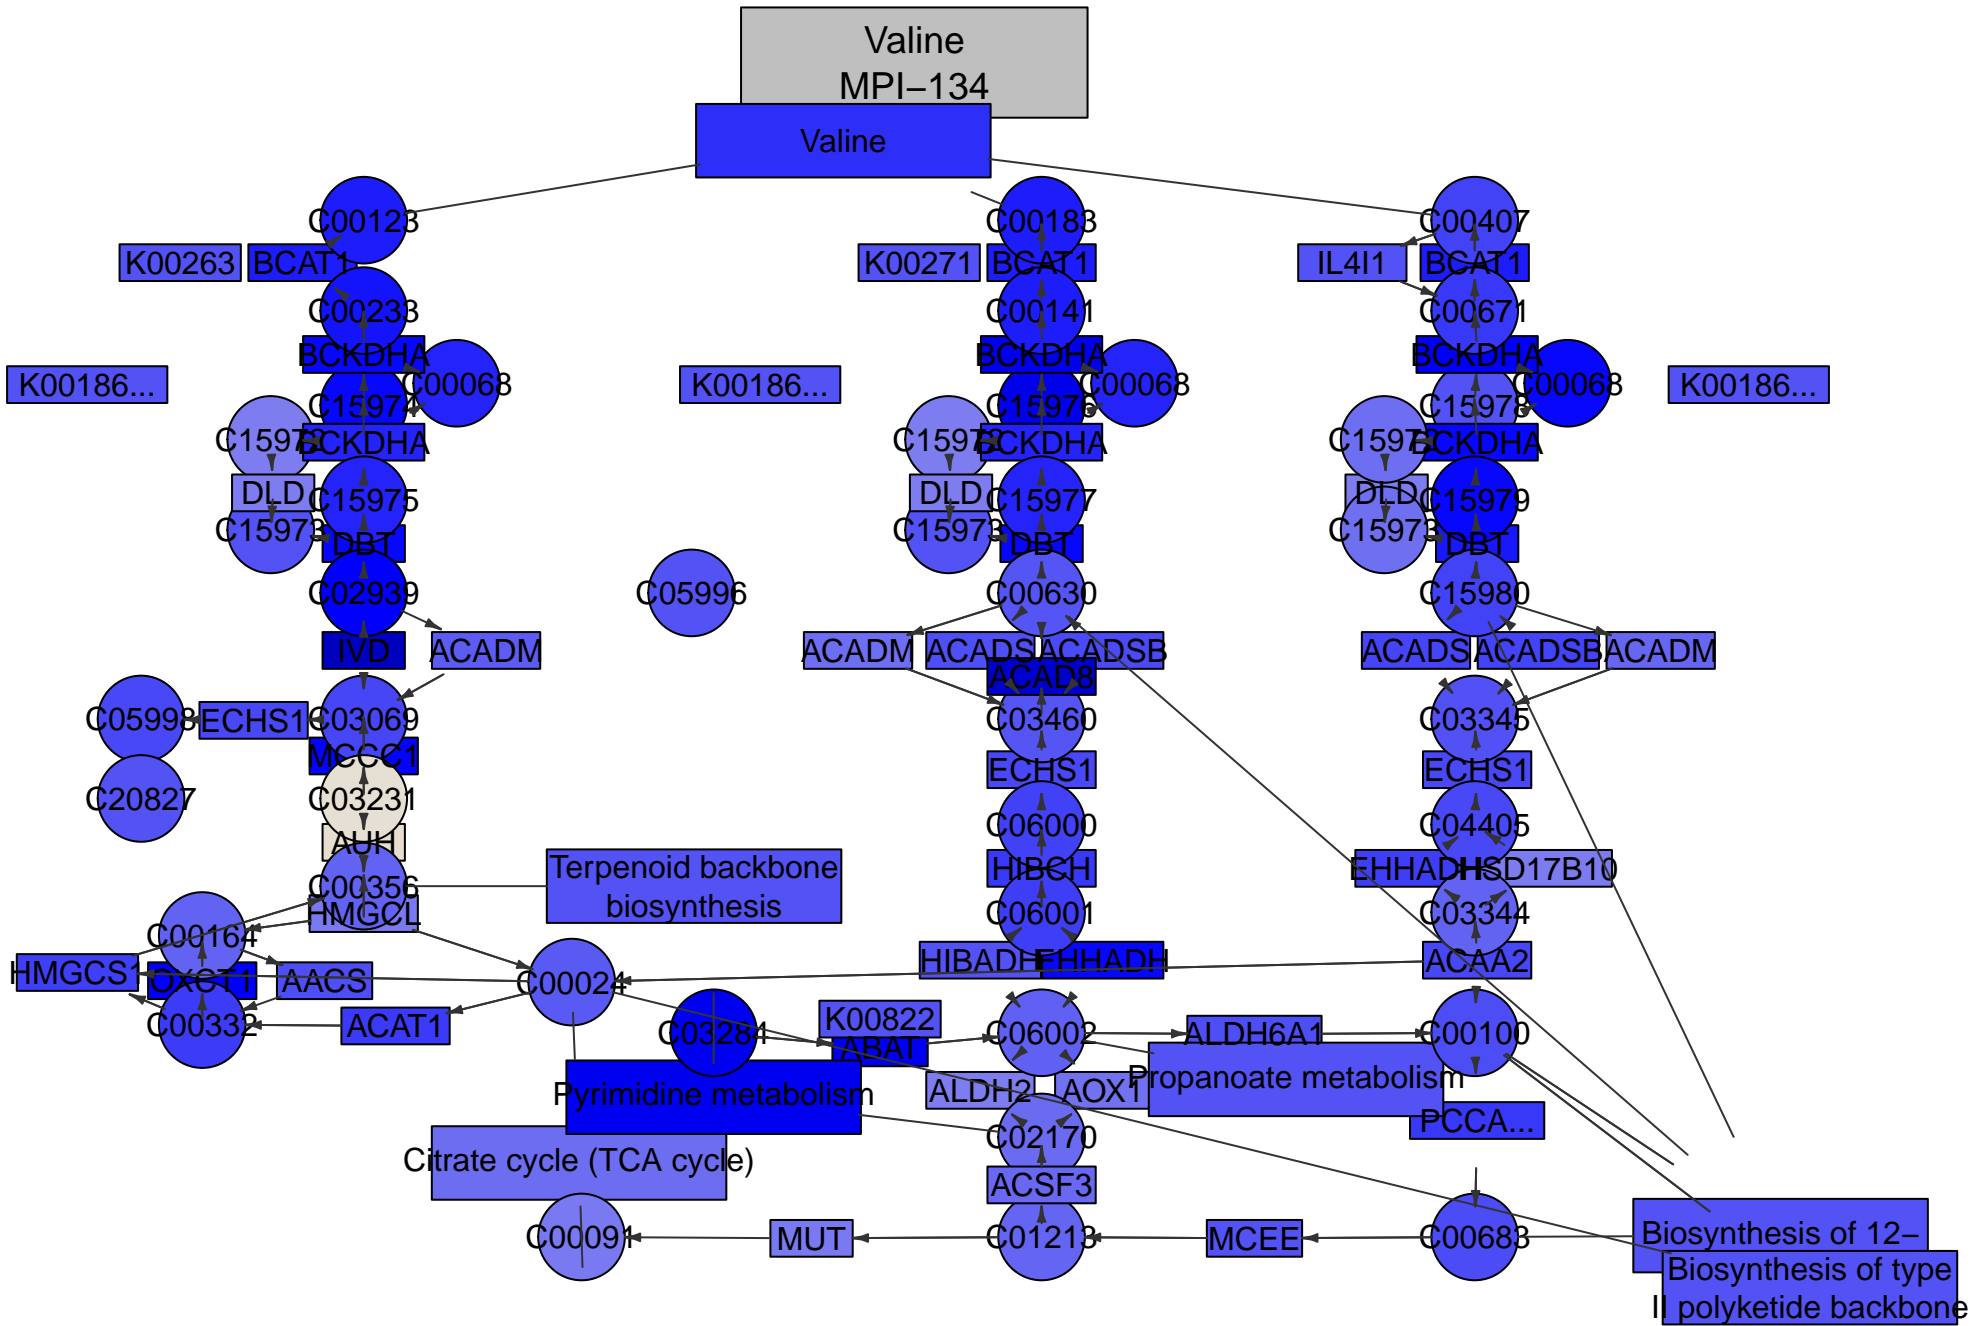 Valine
MPI−134
Valine
C00123
C00183
C00407
K00263
BCAT1
K00271
BCAT1
IL4I1
BCAT1
C00233
C00141
C00671
BCKDHA
BCKDHA
BCKDHA
K00186...
C00068
K00186...
C00068
C00068
K00186...
C15974
C15976
C15978
C15972
BCKDHA
C15972
BCKDHA
C15972
BCKDHA
DLD
C15975
DLD
C15977
DLD
C15979
C15973
DBT
C15973
DBT
C15973
DBT
C02939
C05996
C00630
C15980
IVD
ACADM
ACADM
ACADS
ACADSB
ACADS
ACADSB
ACADM
ACAD8
C05998
ECHS1
C03069
C03460
C03345
MCCC1
ECHS1
ECHS1
C20827
C03231
C06000
C04405
AUH
Terpenoid backbone
biosynthesis
HIBCH
EHHADH
HSD17B10
C00356
HMGCL
C06001
C03344
C00164
HMGCS1
OXCT1
AACS
C00024
HIBADH
EHHADH
ACAA2
C00332
ACAT1
C03284
K00822
ABAT
C06002
ALDH6A1
C00100
Pyrimidine metabolism
ALDH2
AOX1
Propanoate metabolism
PCCA...
C02170
Citrate cycle (TCA cycle)
ACSF3
C00091
MUT
C01213
MCEE
C00683
Biosynthesis of 12−
Biosynthesis of type
II polyketide backbone